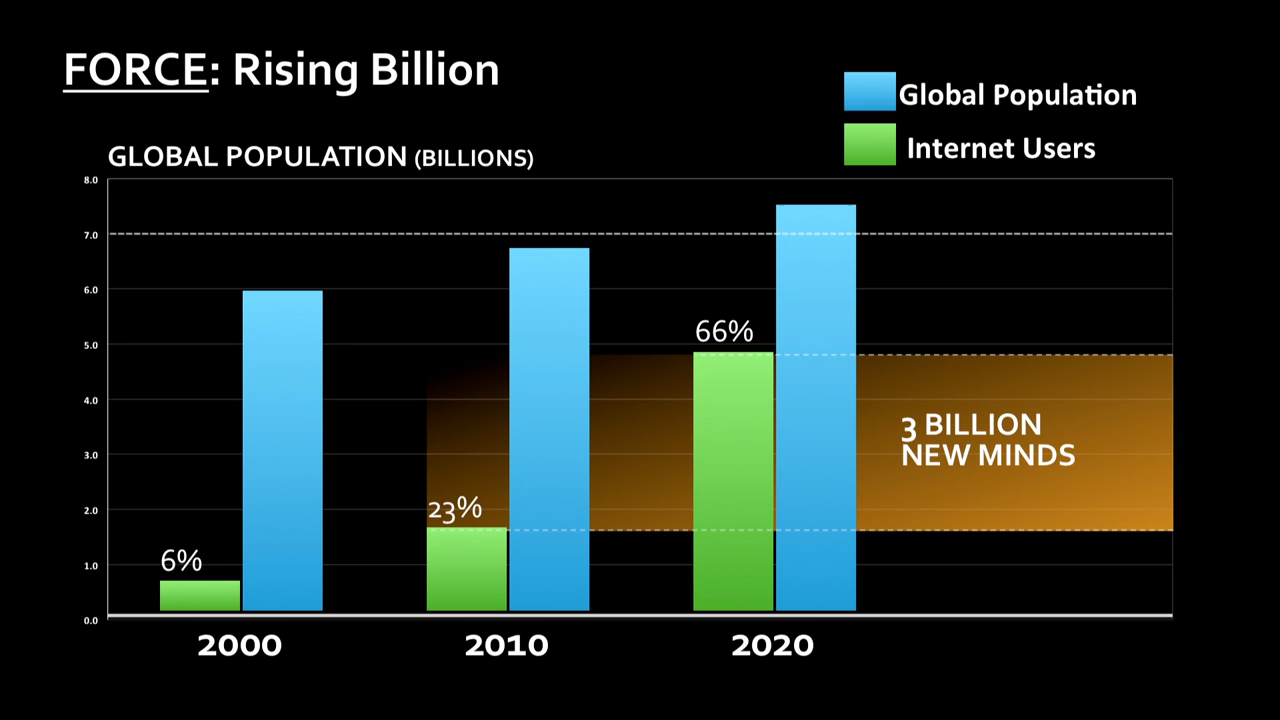 FORCE: Rising Billion
Global Population
Internet Users
GLOBAL POPULATION (BILLIONS)
8.0
7.0
6.0
5.0
4.0
3.0
2.0
1.0
0.0
66%
3 BILLION
NEW MINDS
23%
6%
2000 2010 2020